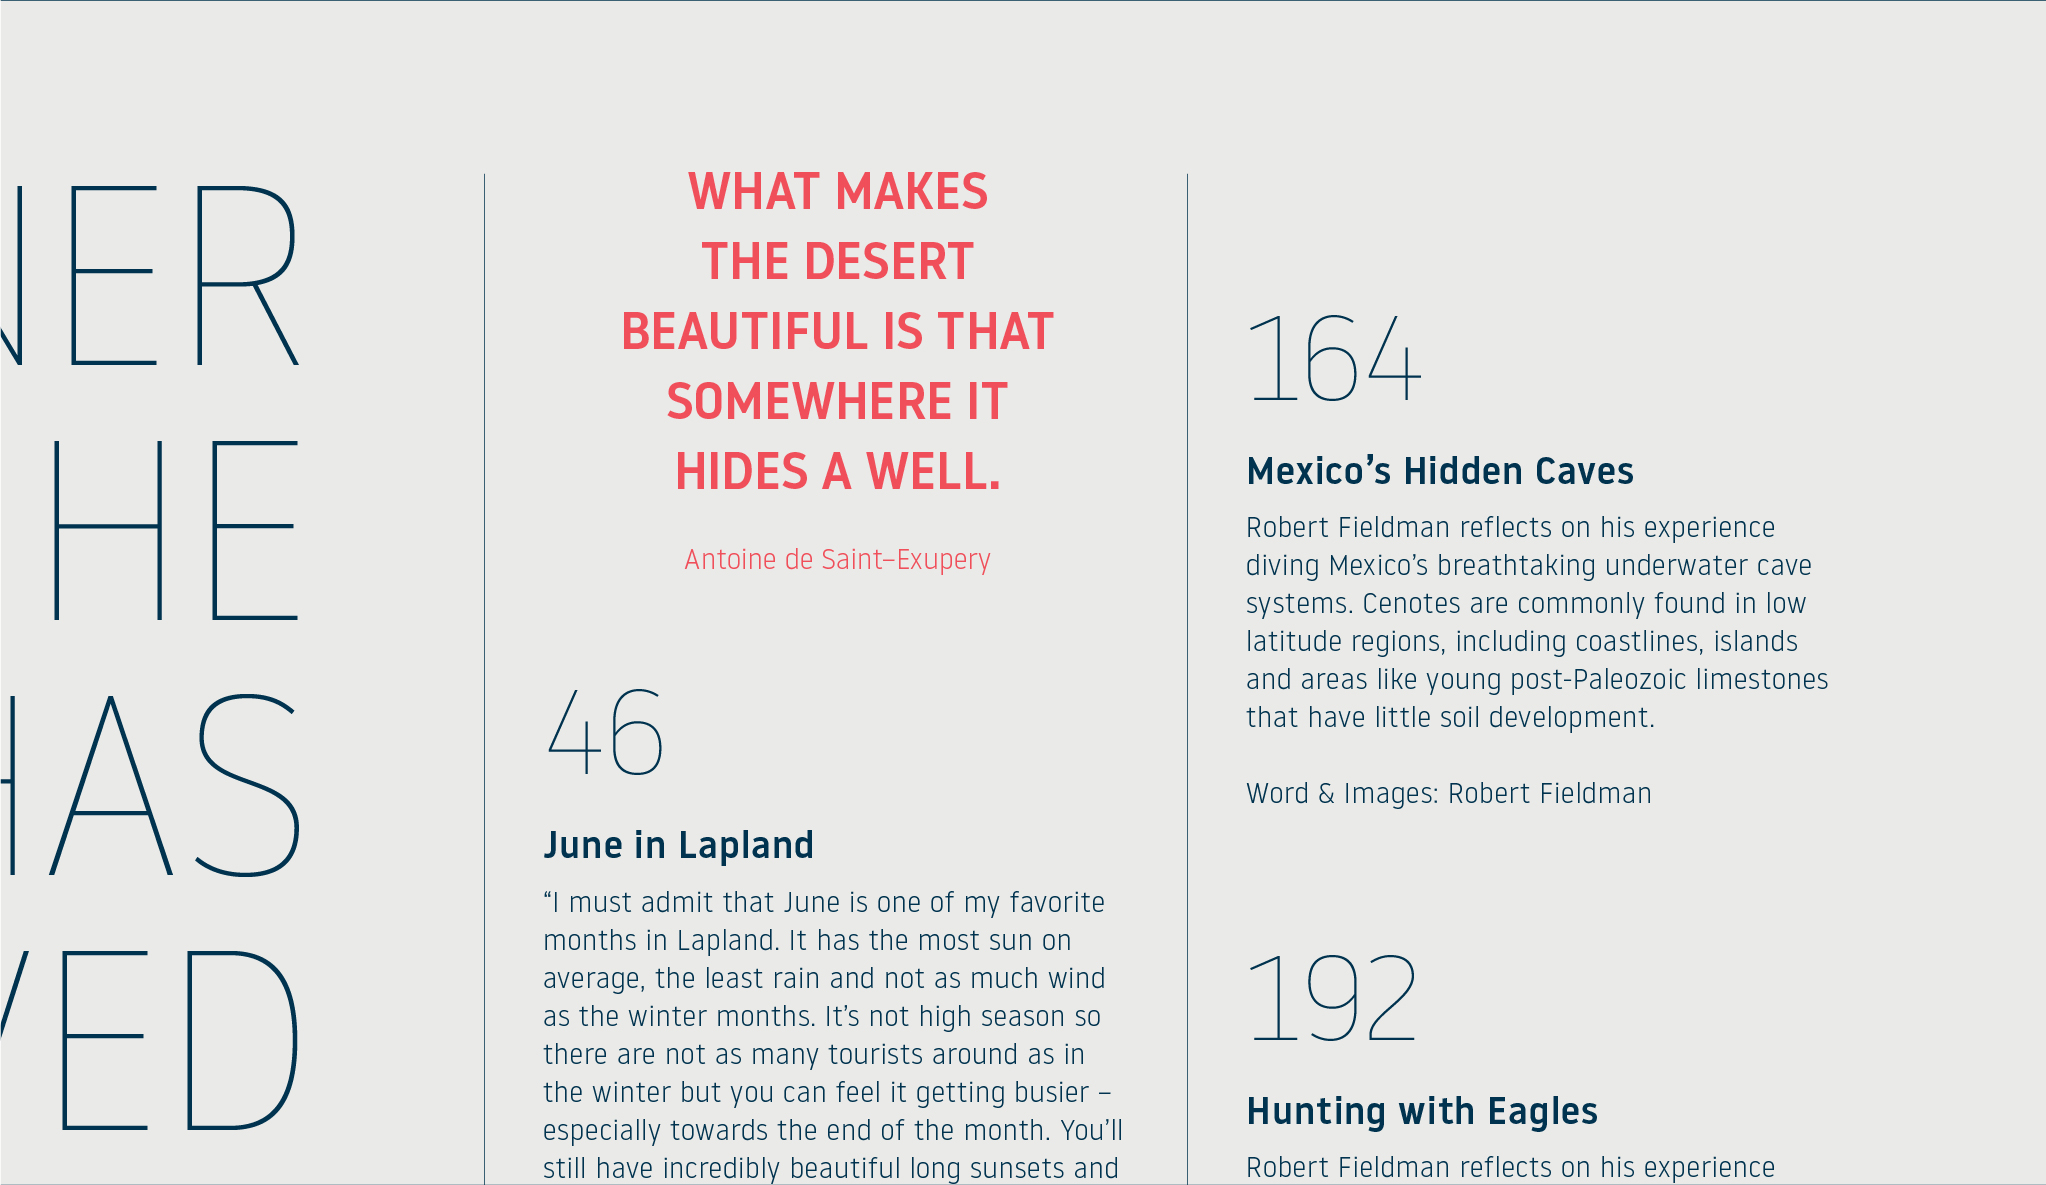 NER
HE
HAS
VED
WHAT MAKES
THE DESERT
BEAUTIFUL IS THAT
SOMEWHERE IT
HIDES A WELL.
Antoine de Saint–Exupery
46
June in Lapland
“I must admit that June is one of my favorite
months in Lapland. It has the most sun on
average, the least rain and not as much wind
as the winter months. It’s not high season so
there are not as many tourists around as in
the winter but you can feel it getting busier –
especially towards the end of the month. You’ll
still have incredibly beautiful long sunsets and
164
Mexico’s Hidden Caves
Robert Fieldman reflects on his experience
diving Mexico’s breathtaking underwater cave
systems. Cenotes are commonly found in low
latitude regions, including coastlines, islands
and areas like young post-Paleozoic limestones
that have little soil development.
Word & Images: Robert Fieldman
192
Hunting with Eagles
Robert Fieldman reflects on his experience